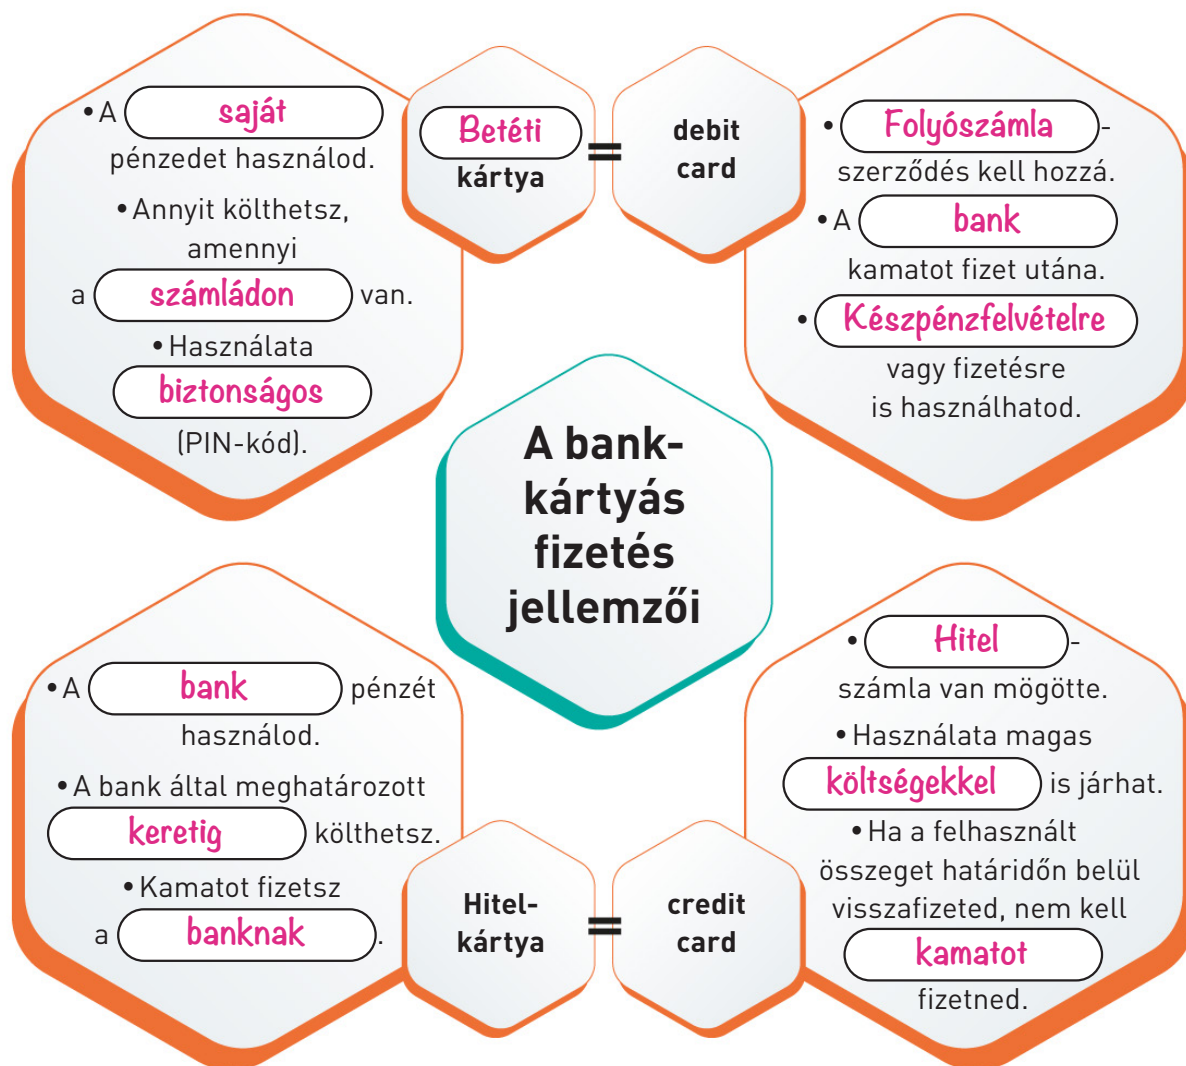 • A saját
pénzedet használod.
• Annyit költhetsz,
amennyi
a számládon van.
• Használata
biztonságos
(PIN-kód).
Betéti
kártya
=
debit
card
• Folyószámla-
szerződés kell hozzá.
• A bank
kamatot fizet utána.
• Készpénzfelvételre
vagy fizetésre
is használhatod.
A bank-
kártyás
fizetés
jellemzői
• A bank pénzét
használod.
• A bank által meghatározott
keretig költhetsz.
• Kamatot fizetsz
a banknak.
Hitel-
kártya
=
credit
card
• Hitel-
számla van mögötte.
• Használata magas
költségekkel is járhat.
• Ha a felhasznált
összeget határidőn belül
visszafizeted, nem kell
kamatot
fizetned.